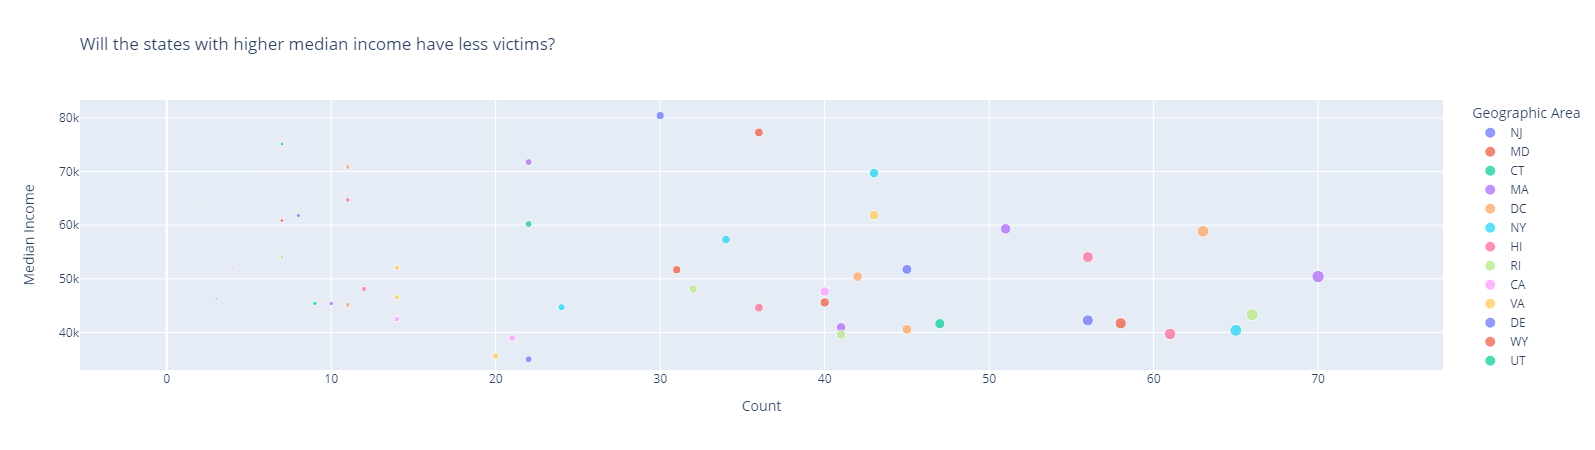 Will the states with higher median income have less victims?
80k
70k
60k
50k
40k
Median Income
0 10 20 30 40 50 60 70
Count
Geographic Area
NJ
MD
CT
MA
DC
NY
HI
RI
CA
VA
DE
WY
UT